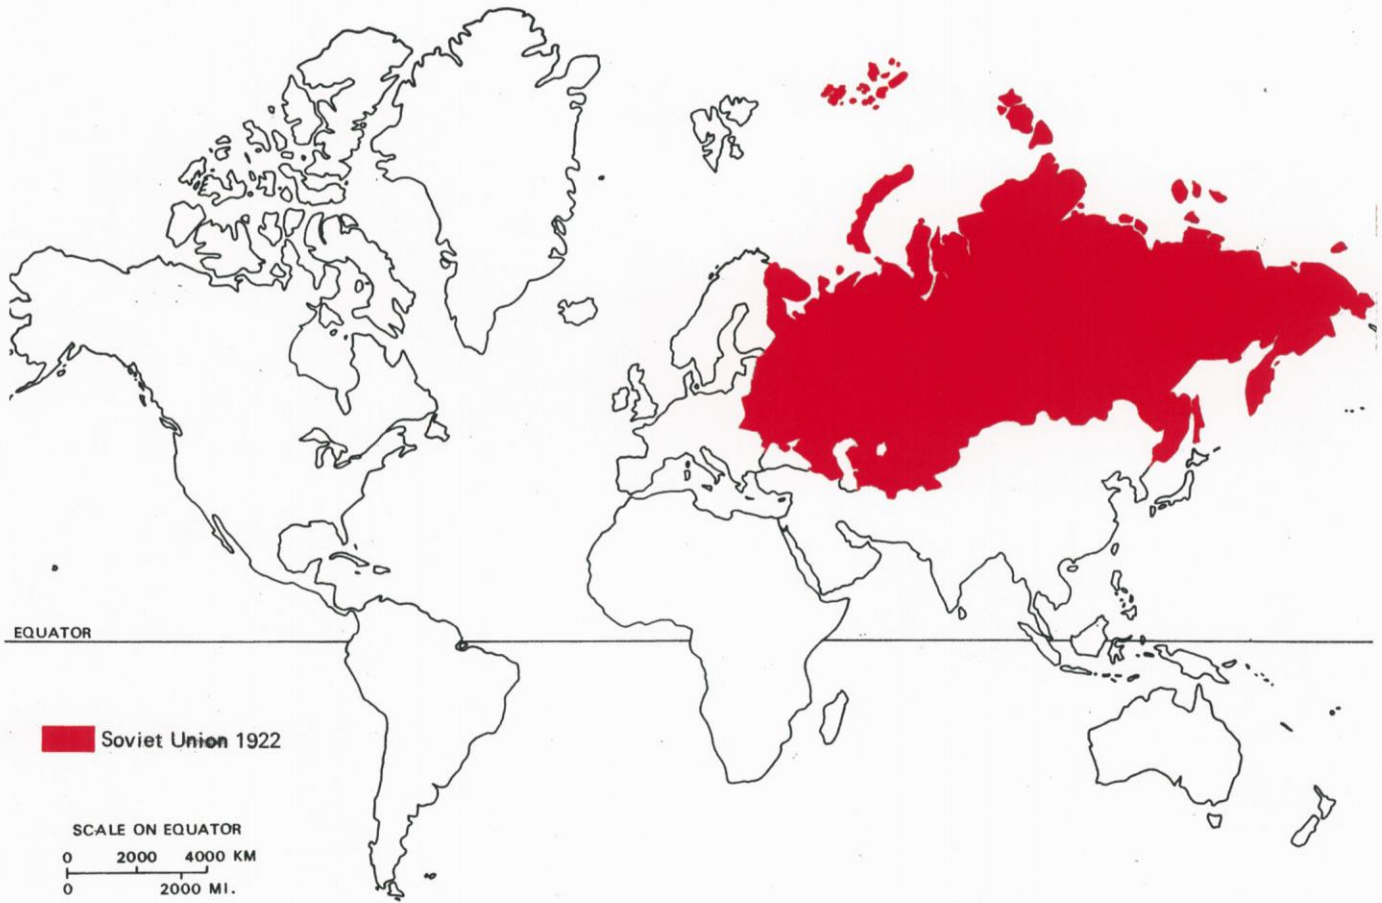 EQUATOR
Soviet Union 1922
SCALE ON EQUATOR
0 2000 4000 KM
0 2000 MI.